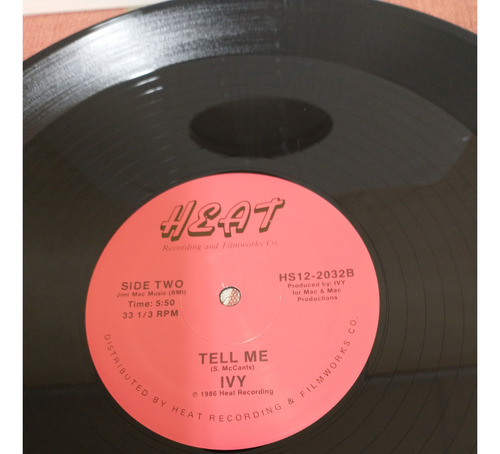 HEAT
Recording and Filmworks Co.
SIDE TWO
Jimi Mac Music (BMI)
Time: 5:50
33 1/3 RPM
HS12-2032B
Produced by: IVY
for Mac & Mac
Productions
TELL ME
(S. McCants)
IVY
℗ 1986 Heat Recording
DISTRIBUTED BY HEAT RECORDING & FILMWORKS CO.